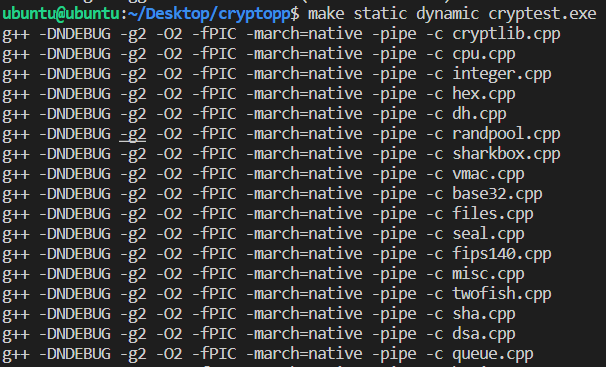 ubuntu@ubuntu:~/Desktop/cryptopp$ make static dynamic cryptest.exe
g++ -DNDEBUG -g2 -O2 -fPIC -march=native -pipe -c cryptlib.cpp
g++ -DNDEBUG -g2 -O2 -fPIC -march=native -pipe -c cpu.cpp
g++ -DNDEBUG -g2 -O2 -fPIC -march=native -pipe -c integer.cpp
g++ -DNDEBUG -g2 -O2 -fPIC -march=native -pipe -c hex.cpp
g++ -DNDEBUG -g2 -O2 -fPIC -march=native -pipe -c dh.cpp
g++ -DNDEBUG -g2 -O2 -fPIC -march=native -pipe -c randpool.cpp
g++ -DNDEBUG -g2 -O2 -fPIC -march=native -pipe -c sharkbox.cpp
g++ -DNDEBUG -g2 -O2 -fPIC -march=native -pipe -c vmac.cpp
g++ -DNDEBUG -g2 -O2 -fPIC -march=native -pipe -c base32.cpp
g++ -DNDEBUG -g2 -O2 -fPIC -march=native -pipe -c files.cpp
g++ -DNDEBUG -g2 -O2 -fPIC -march=native -pipe -c seal.cpp
g++ -DNDEBUG -g2 -O2 -fPIC -march=native -pipe -c fips140.cpp
g++ -DNDEBUG -g2 -O2 -fPIC -march=native -pipe -c misc.cpp
g++ -DNDEBUG -g2 -O2 -fPIC -march=native -pipe -c twofish.cpp
g++ -DNDEBUG -g2 -O2 -fPIC -march=native -pipe -c sha.cpp
g++ -DNDEBUG -g2 -O2 -fPIC -march=native -pipe -c dsa.cpp
g++ -DNDEBUG -g2 -O2 -fPIC -march=native -pipe -c queue.cpp